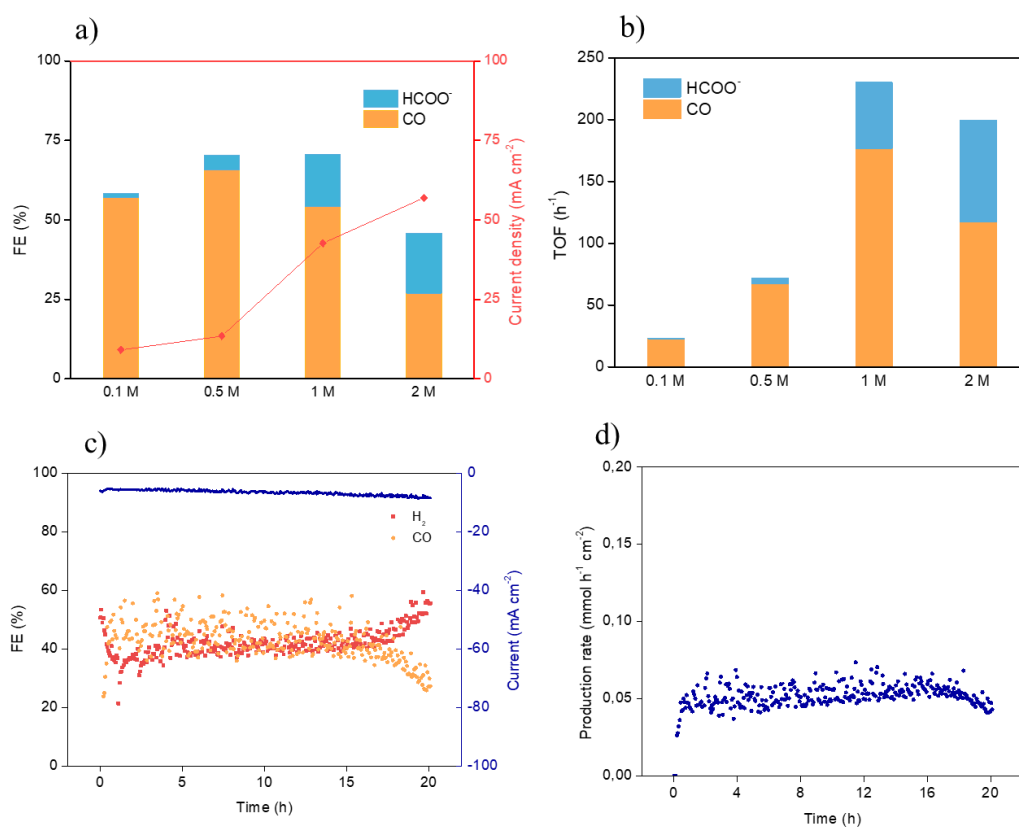 a)
100
75
50
25
0
FE (%)
HCOO⁻
CO
100
75
50
25
0
Current density (mA cm⁻²)
0.1 M 0.5 M 1 M 2 M
b)
250
200
150
100
50
0
TOF (h⁻¹)
HCOO⁻
CO
0.1 M 0.5 M 1 M 2 M
c)
100
80
60
40
20
0
FE (%)
H₂
CO
0
-20
-40
-60
-80
-100
Current (mA cm⁻²)
0 5 10 15 20
Time (h)
d)
0,20
0,15
0,10
0,05
0,00
Production rate (mmol h⁻¹ cm⁻²)
0 4 8 12 16 20
Time (h)